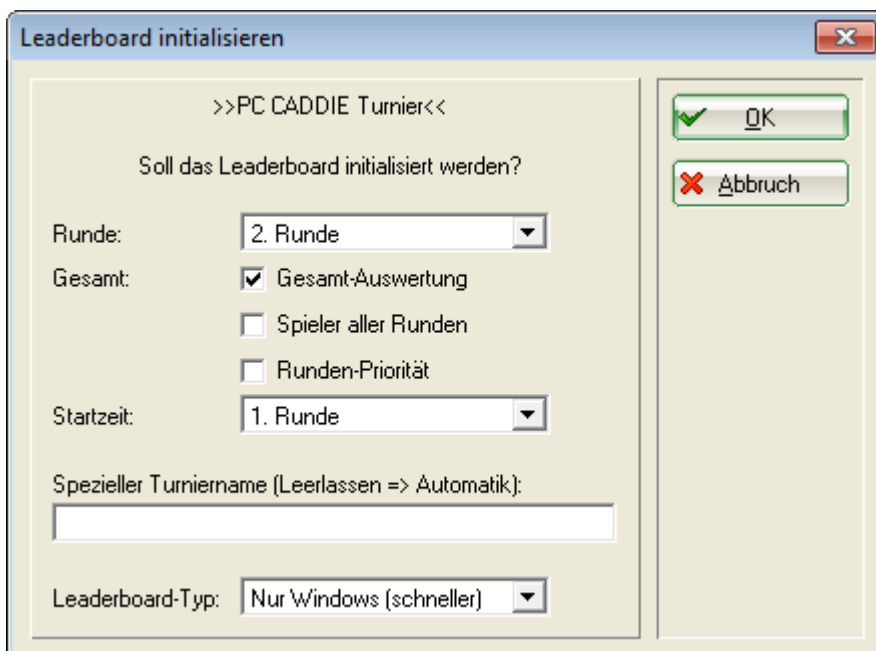 Leaderboard initialisieren
>>PC CADDIE Turnier<<
Soll das Leaderboard initialisiert werden?
Runde: 2. Runde
Gesamt: Gesamt-Auswertung
Spieler aller Runden
Runden-Priorität
Startzeit: 1. Runde
Spezieller Turniername (Leerlassen => Automatik):
Leaderboard-Typ: Nur Windows (schneller)
OK
Abbruch